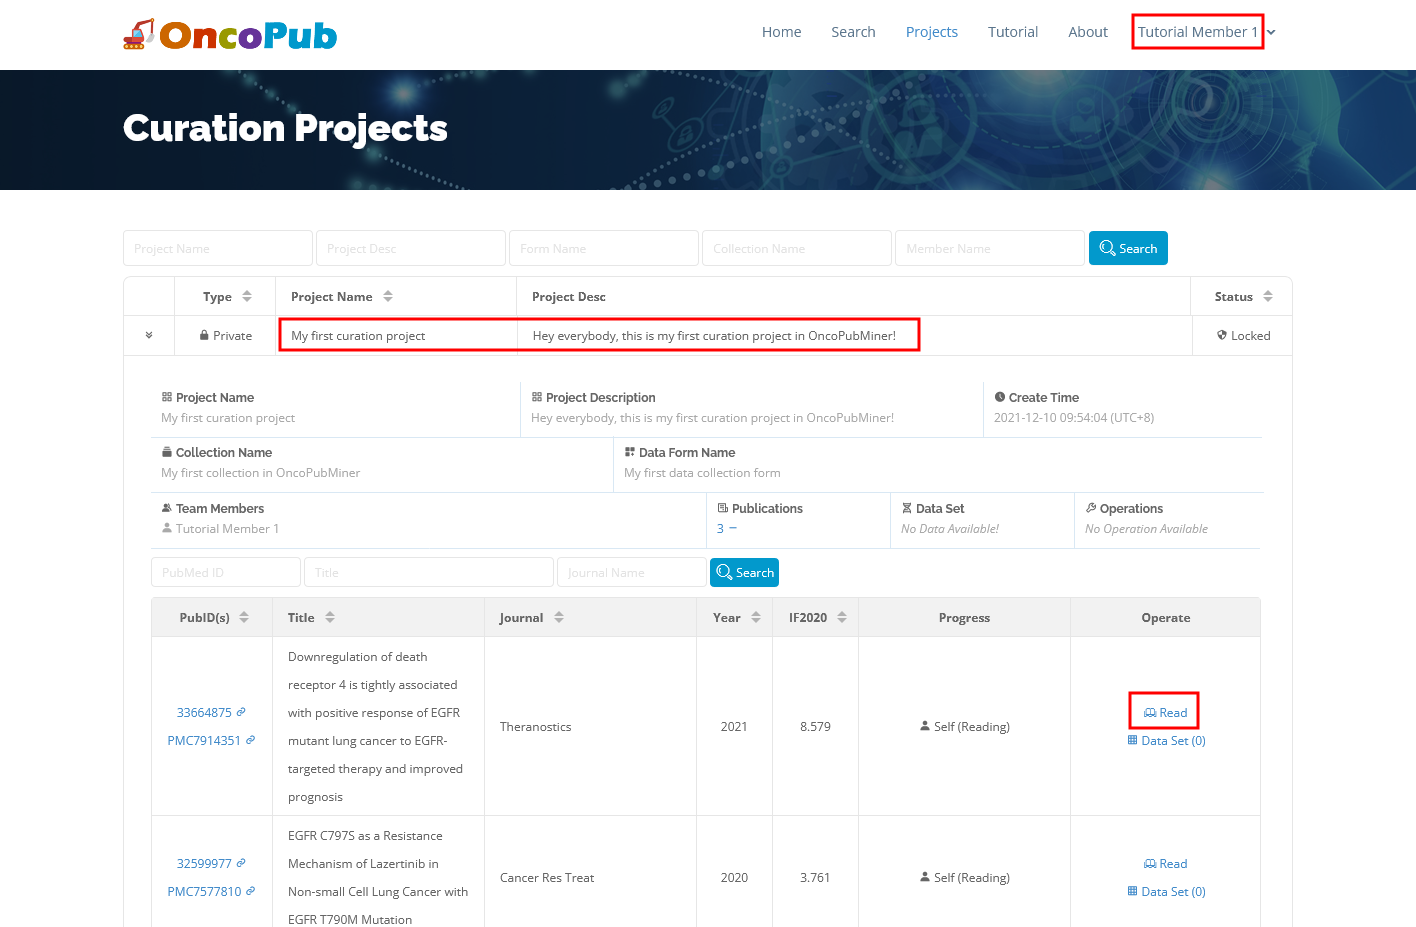 OncoPub
Home Search Projects Tutorial About Tutorial Member 1
Curation Projects
Project Name Project Desc Form Name Collection Name Member Name Search
Type Project Name Project Desc Status
Private My first curation project Hey everybody, this is my first curation project in OncoPubMiner! Locked
Project Name Project Description Create Time
My first curation project Hey everybody, this is my first curation project in OncoPubMiner! 2021-12-10 09:54:04 (UTC+8)
Collection Name Data Form Name
My first collection in OncoPubMiner My first data collection form
Team Members Publications Data Set Operations
Tutorial Member 1 3 − No Data Available! No Operation Available
PubMed ID Title Journal Name Search
PubID(s) Title Journal Year IF2020 Progress Operate
Downregulation of death
receptor 4 is tightly associated
33664875 with positive response of EGFR Read
Theranostics 2021 8.579 Self (Reading)
PMC7914351 mutant lung cancer to EGFR- Data Set (0)
targeted therapy and improved
prognosis
EGFR C797S as a Resistance
32599977 Mechanism of Lazertinib in Read
Cancer Res Treat 2020 3.761 Self (Reading)
PMC7577810 Non-small Cell Lung Cancer with Data Set (0)
EGFR T790M Mutation